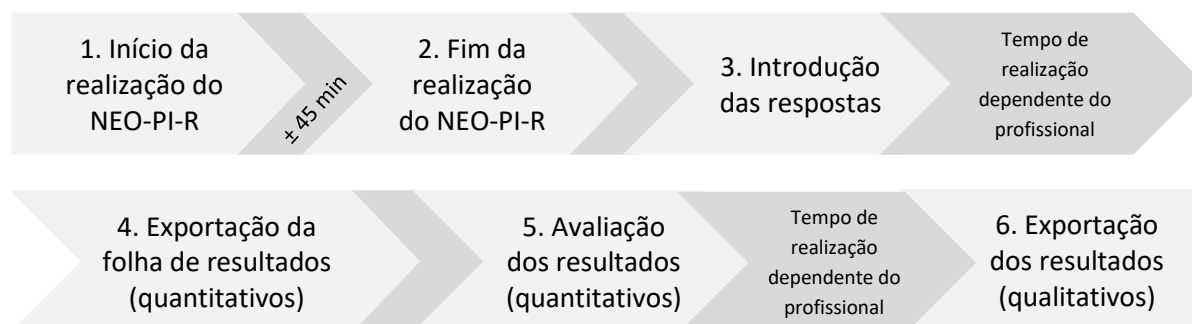 1. Início da
realização do
NEO-PI-R
± 45 min
2. Fim da
realização
do NEO-PI-R
3. Introdução
das respostas
Tempo de
realização
dependente do
profissional
4. Exportação da
folha de resultados
(quantitativos)
5. Avaliação
dos resultados
(quantitativos)
Tempo de
realização
dependente do
profissional
6. Exportação
dos resultados
(qualitativos)